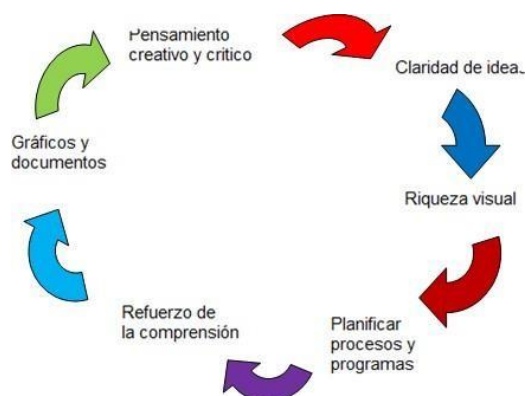 Pensamiento
creativo y critico
Claridad de ideas
Riqueza visual
Planificar
procesos y
programas
Refuerzo de
la comprensión
Gráficos y
documentos